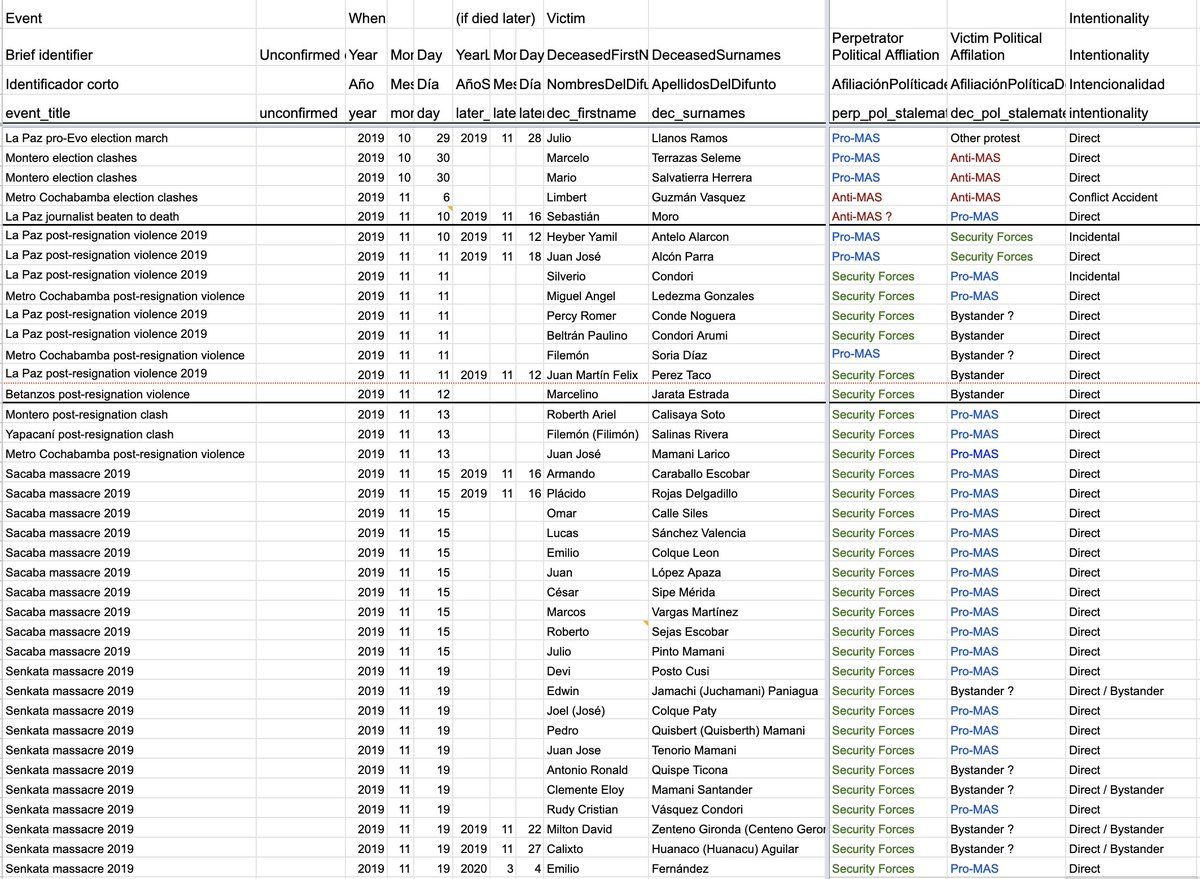 Event When (if died later) Victim Intentionality
Brief identifier Unconfirmed Year Mor Day YearL Mor Day DeceasedFirstN DeceasedSurnames Perpetrator Political Affliation Victim Political Affilation Intentionality
Identificador corto Año Mes Día AñoS Mes Día NombresDelDifu ApellidosDelDifunto AfiliaciónPolíticade AfiliaciónPolíticaD Intencionalidad
event_title unconfirmed year mor day later_ late later dec_firstname dec_surnames perp_pol_stalemat dec_pol_stalemate intentionality
La Paz pro-Evo election march 2019 10 29 2019 11 28 Julio Llanos Ramos Pro-MAS Other protest Direct
Montero election clashes 2019 10 30 Marcelo Terrazas Seleme Pro-MAS Anti-MAS Direct
Montero election clashes 2019 10 30 Mario Salvatierra Herrera Pro-MAS Anti-MAS Direct
Metro Cochabamba election clashes 2019 11 6 Limbert Guzmán Vasquez Anti-MAS Anti-MAS Conflict Accident
La Paz journalist beaten to death 2019 11 10 2019 11 16 Sebastián Moro Anti-MAS ? Pro-MAS Direct
La Paz post-resignation violence 2019 2019 11 10 2019 11 12 Heyber Yamil Antelo Alarcon Pro-MAS Security Forces Incidental
La Paz post-resignation violence 2019 2019 11 11 2019 11 18 Juan José Alcón Parra Pro-MAS Security Forces Direct
La Paz post-resignation violence 2019 2019 11 11 Silverio Condori Security Forces Pro-MAS Incidental
Metro Cochabamba post-resignation violence 2019 11 11 Miguel Angel Ledezma Gonzales Security Forces Pro-MAS Direct
La Paz post-resignation violence 2019 2019 11 11 Percy Romer Conde Noguera Security Forces Bystander ? Direct
La Paz post-resignation violence 2019 2019 11 11 Beltrán Paulino Condori Arumi Security Forces Bystander Direct
Metro Cochabamba post-resignation violence 2019 11 11 Filemón Soria Díaz Pro-MAS Bystander ? Direct
La Paz post-resignation violence 2019 2019 11 11 2019 11 12 Juan Martín Felix Perez Taco Security Forces Bystander Direct
Betanzos post-resignation violence 2019 11 12 Marcelino Jarata Estrada Security Forces Bystander Direct
Montero post-resignation clash 2019 11 13 Roberth Ariel Calisaya Soto Security Forces Pro-MAS Direct
Yapacaní post-resignation clash 2019 11 13 Filemón (Filimón) Salinas Rivera Security Forces Pro-MAS Direct
Metro Cochabamba post-resignation violence 2019 11 13 Juan José Mamani Larico Security Forces Pro-MAS Direct
Sacaba massacre 2019 2019 11 15 2019 11 16 Armando Caraballo Escobar Security Forces Pro-MAS Direct
Sacaba massacre 2019 2019 11 15 2019 11 16 Plácido Rojas Delgadillo Security Forces Pro-MAS Direct
Sacaba massacre 2019 2019 11 15 Omar Calle Siles Security Forces Pro-MAS Direct
Sacaba massacre 2019 2019 11 15 Lucas Sánchez Valencia Security Forces Pro-MAS Direct
Sacaba massacre 2019 2019 11 15 Emilio Colque Leon Security Forces Pro-MAS Direct
Sacaba massacre 2019 2019 11 15 Juan López Apaza Security Forces Pro-MAS Direct
Sacaba massacre 2019 2019 11 15 César Sipe Mérida Security Forces Pro-MAS Direct
Sacaba massacre 2019 2019 11 15 Marcos Vargas Martínez Security Forces Pro-MAS Direct
Sacaba massacre 2019 2019 11 15 Roberto Sejas Escobar Security Forces Pro-MAS Direct
Sacaba massacre 2019 2019 11 15 Julio Pinto Mamani Security Forces Pro-MAS Direct
Senkata massacre 2019 2019 11 19 Devi Posto Cusi Security Forces Pro-MAS Direct
Senkata massacre 2019 2019 11 19 Edwin Jamachi (Juchamani) Paniagua Security Forces Bystander ? Direct / Bystander
Senkata massacre 2019 2019 11 19 Joel (José) Colque Paty Security Forces Pro-MAS Direct
Senkata massacre 2019 2019 11 19 Pedro Quisbert (Quisberth) Mamani Security Forces Pro-MAS Direct
Senkata massacre 2019 2019 11 19 Juan Jose Tenorio Mamani Security Forces Pro-MAS Direct
Senkata massacre 2019 2019 11 19 Antonio Ronald Quispe Ticona Security Forces Bystander ? Direct
Senkata massacre 2019 2019 11 19 Clemente Eloy Mamani Santander Security Forces Bystander ? Direct / Bystander
Senkata massacre 2019 2019 11 19 Rudy Cristian Vásquez Condori Security Forces Pro-MAS Direct
Senkata massacre 2019 2019 11 19 2019 11 22 Milton David Zenteno Gironda (Centeno Geror Security Forces Bystander ? Direct / Bystander
Senkata massacre 2019 2019 11 19 2019 11 27 Calixto Huanaco (Huanacu) Aguilar Security Forces Bystander ? Direct / Bystander
Senkata massacre 2019 2019 11 19 2020 3 4 Emilio Fernández Security Forces Pro-MAS Direct